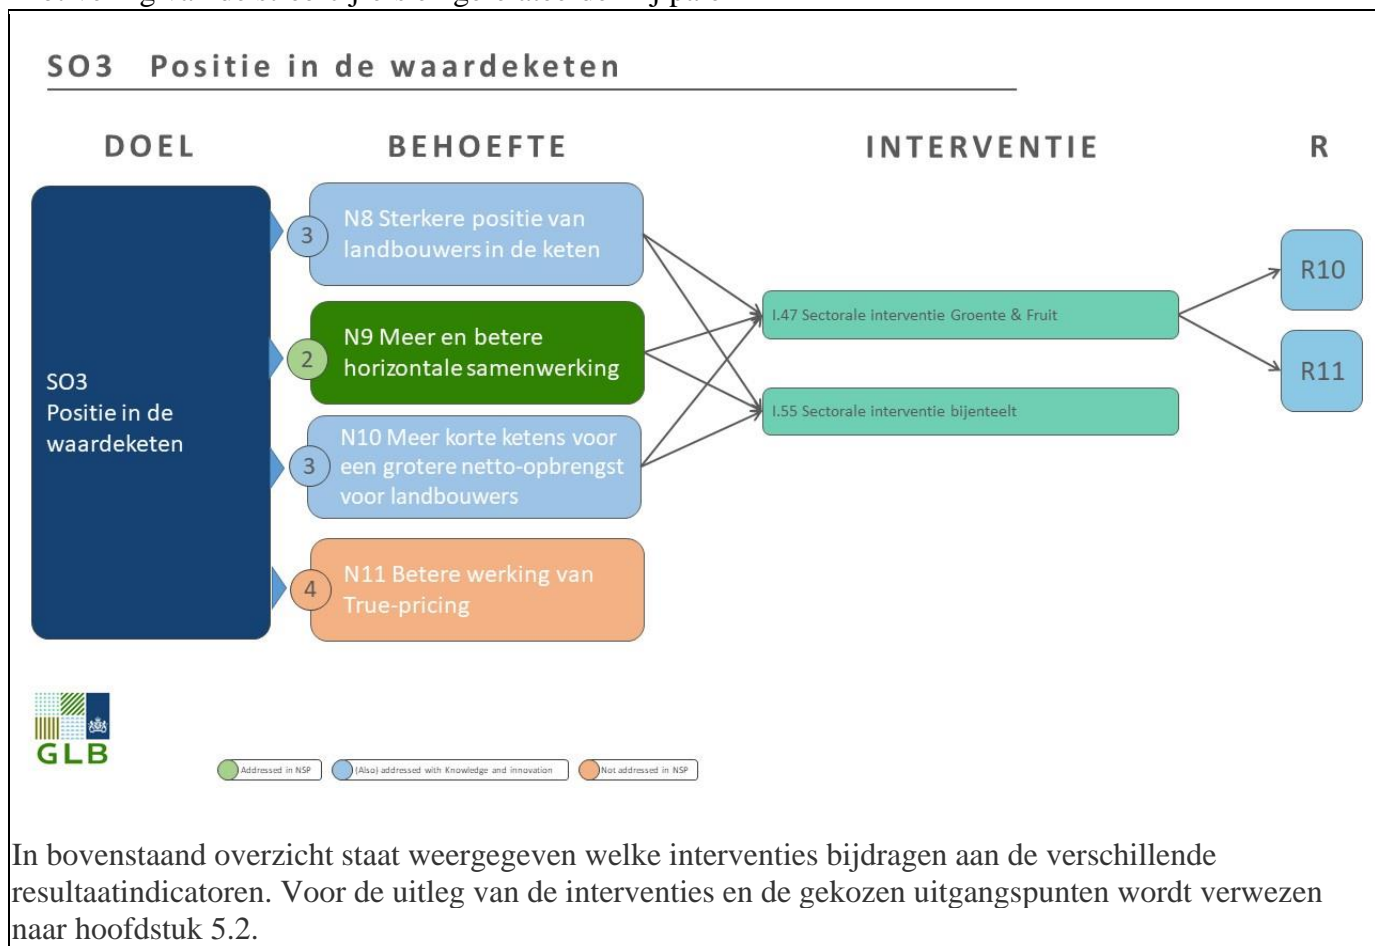 SO3 Positie in de waardeketen
DOEL
BEHOEFTE
INTERVENTIE
R
SO3
Positie in de
waardeketen
3
N8 Sterkere positie van
landbouwers in de keten
2
N9 Meer en betere
horizontale samenwerking
3
N10 Meer korte ketens voor
een grotere netto-opbrengst
voor landbouwers
4
N11 Betere werking van
True-pricing
I.47 Sectorale interventie Groente & Fruit
I.55 Sectorale interventie bijenteelt
R10
R11
GLB
Addressed in NSP
(Also) addressed with Knowledge and innovation
Not addressed in NSP
In bovenstaand overzicht staat weergegeven welke interventies bijdragen aan de verschillende
resultaatindicatoren. Voor de uitleg van de interventies en de gekozen uitgangspunten wordt verwezen
naar hoofdstuk 5.2.